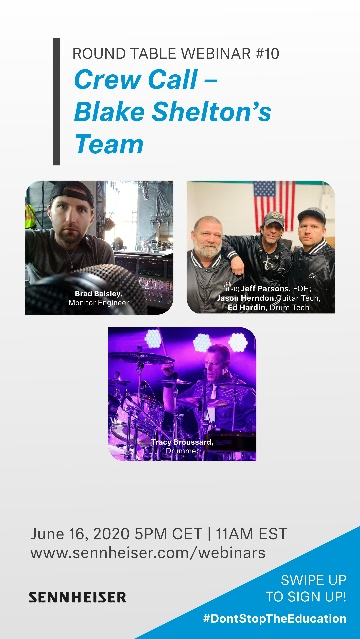 ROUND TABLE WEBINAR #10
Crew Call –
Blake Shelton's
Team
Brad Baisley,
Monitor Engineer
Jeff Parsons, FOH;
Jason Herndon, Guitar Tech,
Ed Hardin, Drum Tech
Tracy Broussard,
Drummer
June 16, 2020 5PM CET | 11AM EST
www.sennheiser.com/webinars
SENNHEISER
SWIPE UP
TO SIGN UP!
#DontStopTheEducation